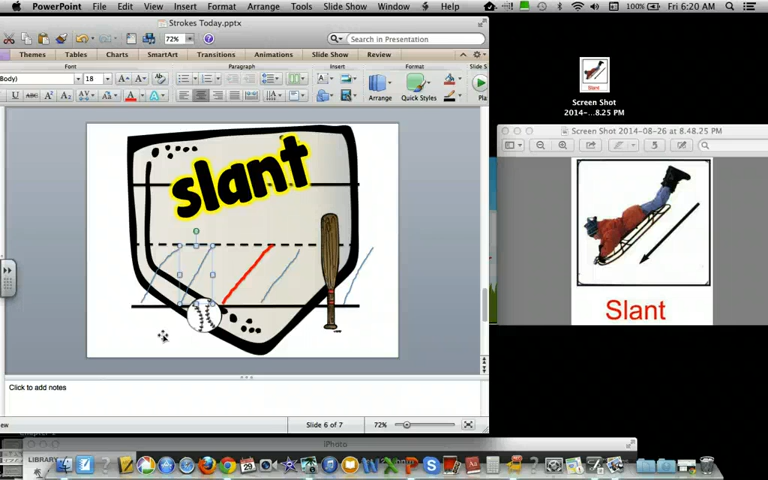 PowerPoint File Edit View Insert Format Arrange Tools Slide Show Window Help 100% Fri 6:20 AM
Strokes Today.pptx
72% Search in Presentation
Themes Tables Charts SmartArt Transitions Animations Slide Show Review
Font Paragraph Insert Format Slide S
Body) 18
Arrange Quick Styles Pla
slant
Click to add notes
ew Slide 6 of 7 72%
iPhoto
LIBRARY
Slant
Screen Shot
2014-...8.25 PM
Screen Shot 2014-08-26 at 8.48.25 PM
Slant